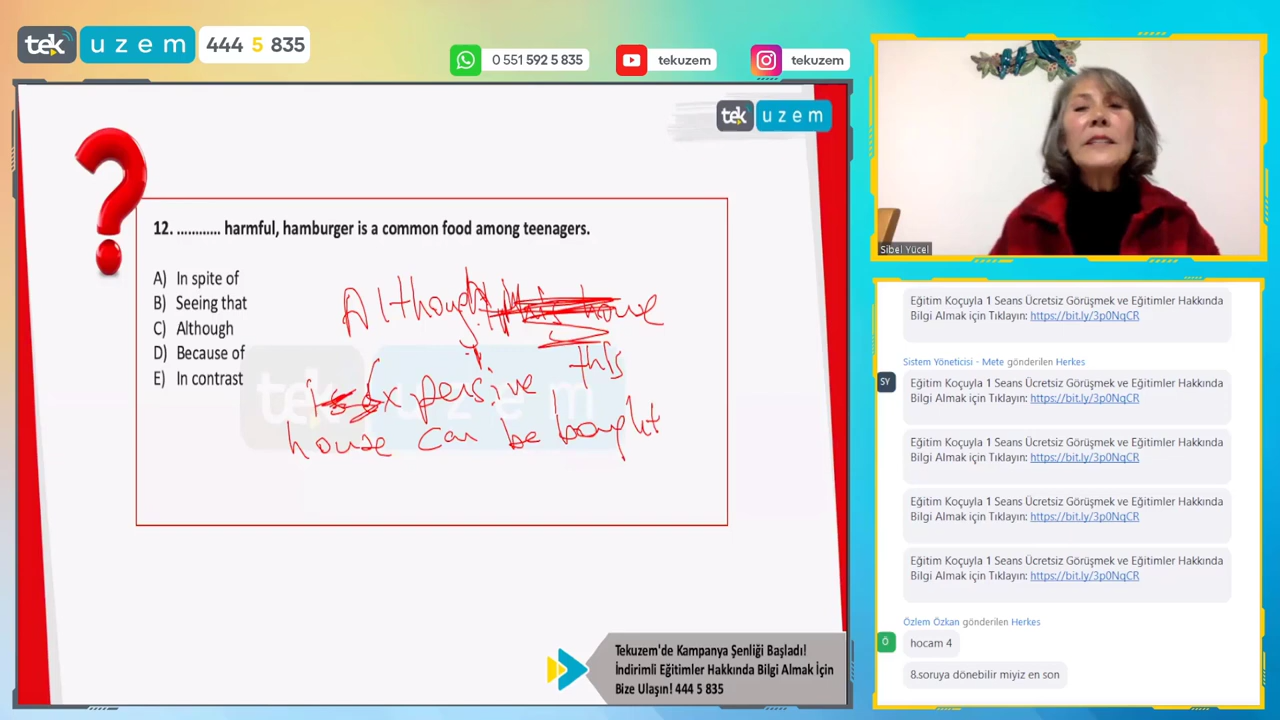 tek uzem 444 5 835
0 551 592 5 835
tekuzem
tekuzem
tek uzem
12. ............ harmful, hamburger is a common food among teenagers.
A) In spite of
B) Seeing that
C) Although
D) Because of
E) In contrast
Although this house
this
is expensive
house can be bought
tek uzem
Tekuzem'de Kampanya Şenliği Başladı!
İndirimli Eğitimler Hakkında Bilgi Almak İçin
Bize Ulaşın! 444 5 835
Sibel Yücel
Eğitim Koçuyla 1 Seans Ücretsiz Görüşmek ve Eğitimler Hakkında
Bilgi Almak için Tıklayın: https://bit.ly/3p0NqCR
Sistem Yöneticisi - Mete gönderilen Herkes
SY
Eğitim Koçuyla 1 Seans Ücretsiz Görüşmek ve Eğitimler Hakkında
Bilgi Almak için Tıklayın: https://bit.ly/3p0NqCR
Eğitim Koçuyla 1 Seans Ücretsiz Görüşmek ve Eğitimler Hakkında
Bilgi Almak için Tıklayın: https://bit.ly/3p0NqCR
Eğitim Koçuyla 1 Seans Ücretsiz Görüşmek ve Eğitimler Hakkında
Bilgi Almak için Tıklayın: https://bit.ly/3p0NqCR
Eğitim Koçuyla 1 Seans Ücretsiz Görüşmek ve Eğitimler Hakkında
Bilgi Almak için Tıklayın: https://bit.ly/3p0NqCR
Özlem Özkan gönderilen Herkes
Ö
hocam 4
8.soruya dönebilir miyiz en son